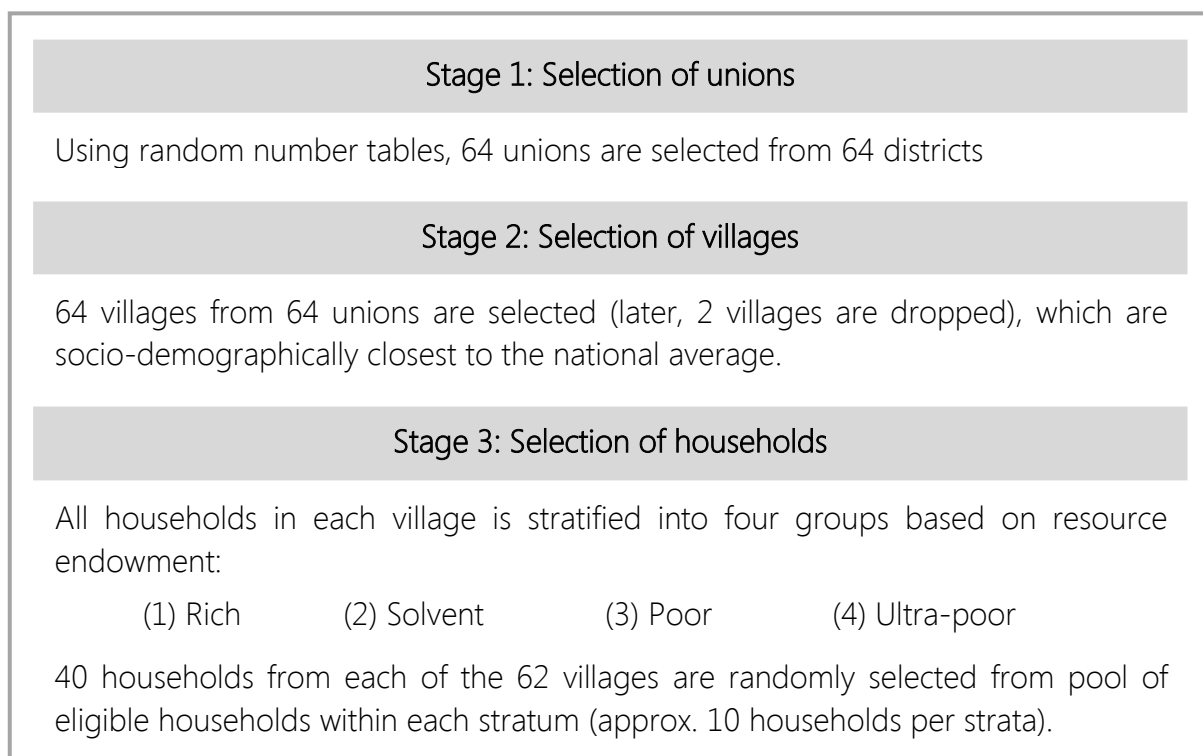 Stage 1: Selection of unions
Using random number tables, 64 unions are selected from 64 districts
Stage 2: Selection of villages
64 villages from 64 unions are selected (later, 2 villages are dropped), which are
socio-demographically closest to the national average.
Stage 3: Selection of households
All households in each village is stratified into four groups based on resource
endowment:
(1) Rich (2) Solvent (3) Poor (4) Ultra-poor
40 households from each of the 62 villages are randomly selected from pool of
eligible households within each stratum (approx. 10 households per strata).